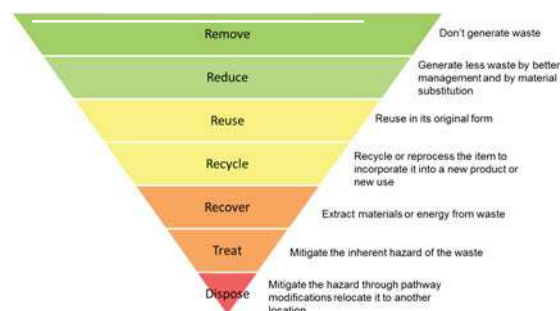 Remove
Don't generate waste
Reduce
Generate less waste by better
management and by material
substitution
Reuse
Reuse in its original form
Recycle
Recycle or reprocess the item to
incorporate it into a new product or
new use
Recover
Extract materials or energy from waste
Treat
Mitigate the inherent hazard of the waste
Dispose
Mitigate the hazard through pathway
modifications relocate it to another
location